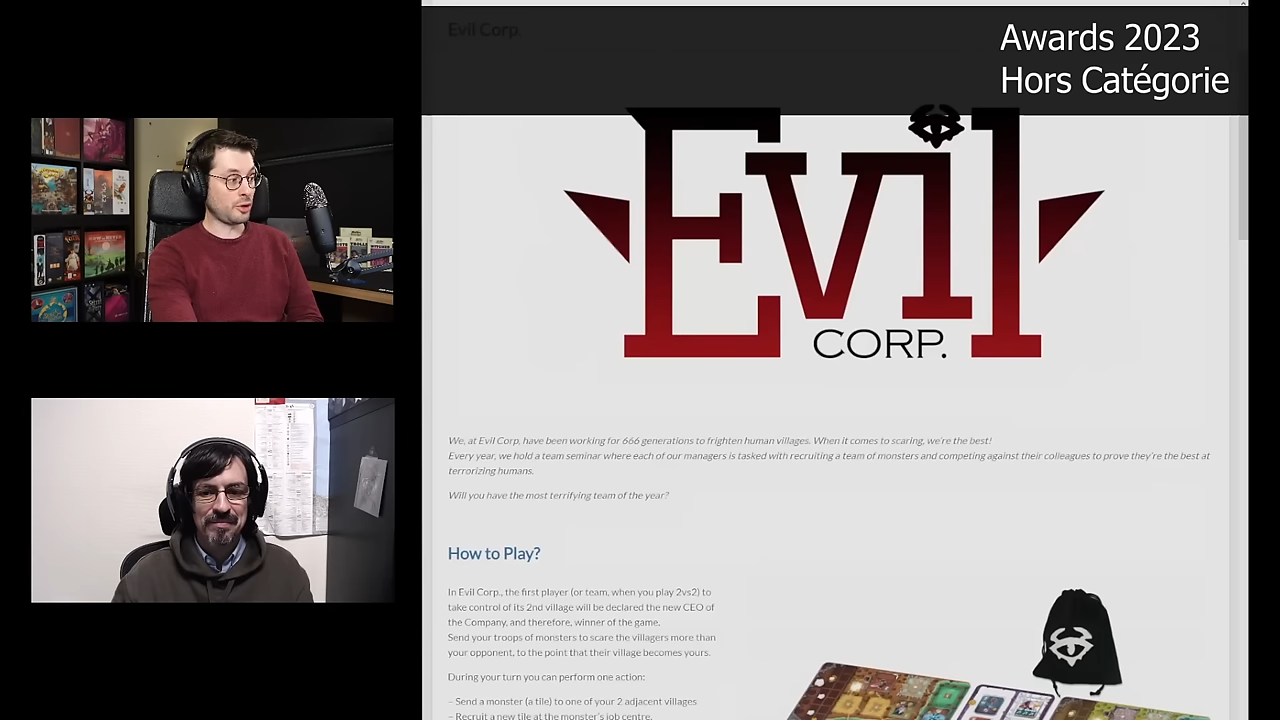 Evil Corp
Awards 2023
Hors Catégorie
Evil
CORP.
We, at Evil Corp, have been working for 666 generations to frighten human villages. When it comes to scaring, we're the best!
Every year, we hold a team seminar where each of our managers is tasked with recruiting a team of monsters and competing against their colleagues to prove they're the best at
terrorizing humans.
Will you have the most terrifying team of the year?
How to Play?
In Evil Corp., the first player (or team, when you play 2vs2) to
take control of its 2nd village will be declared the new CEO of
the Company, and therefore, winner of the game.
Send your troops of monsters to scare the villagers more than
your opponent, to the point that their village becomes yours.
During your turn you can perform one action:
– Send a monster (a tile) to one of your 2 adjacent villages
– Recruit a new tile at the monster's job centre.